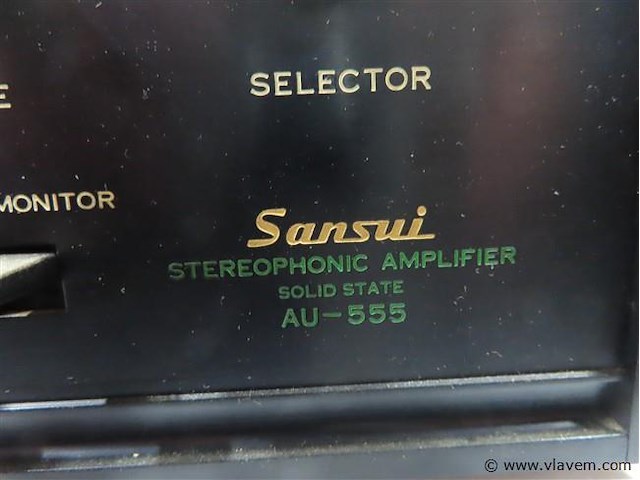 SELECTOR
E
MONITOR
Sansui
STEREOPHONIC AMPLIFIER
SOLID STATE
AU-555
© www.vlavem.com